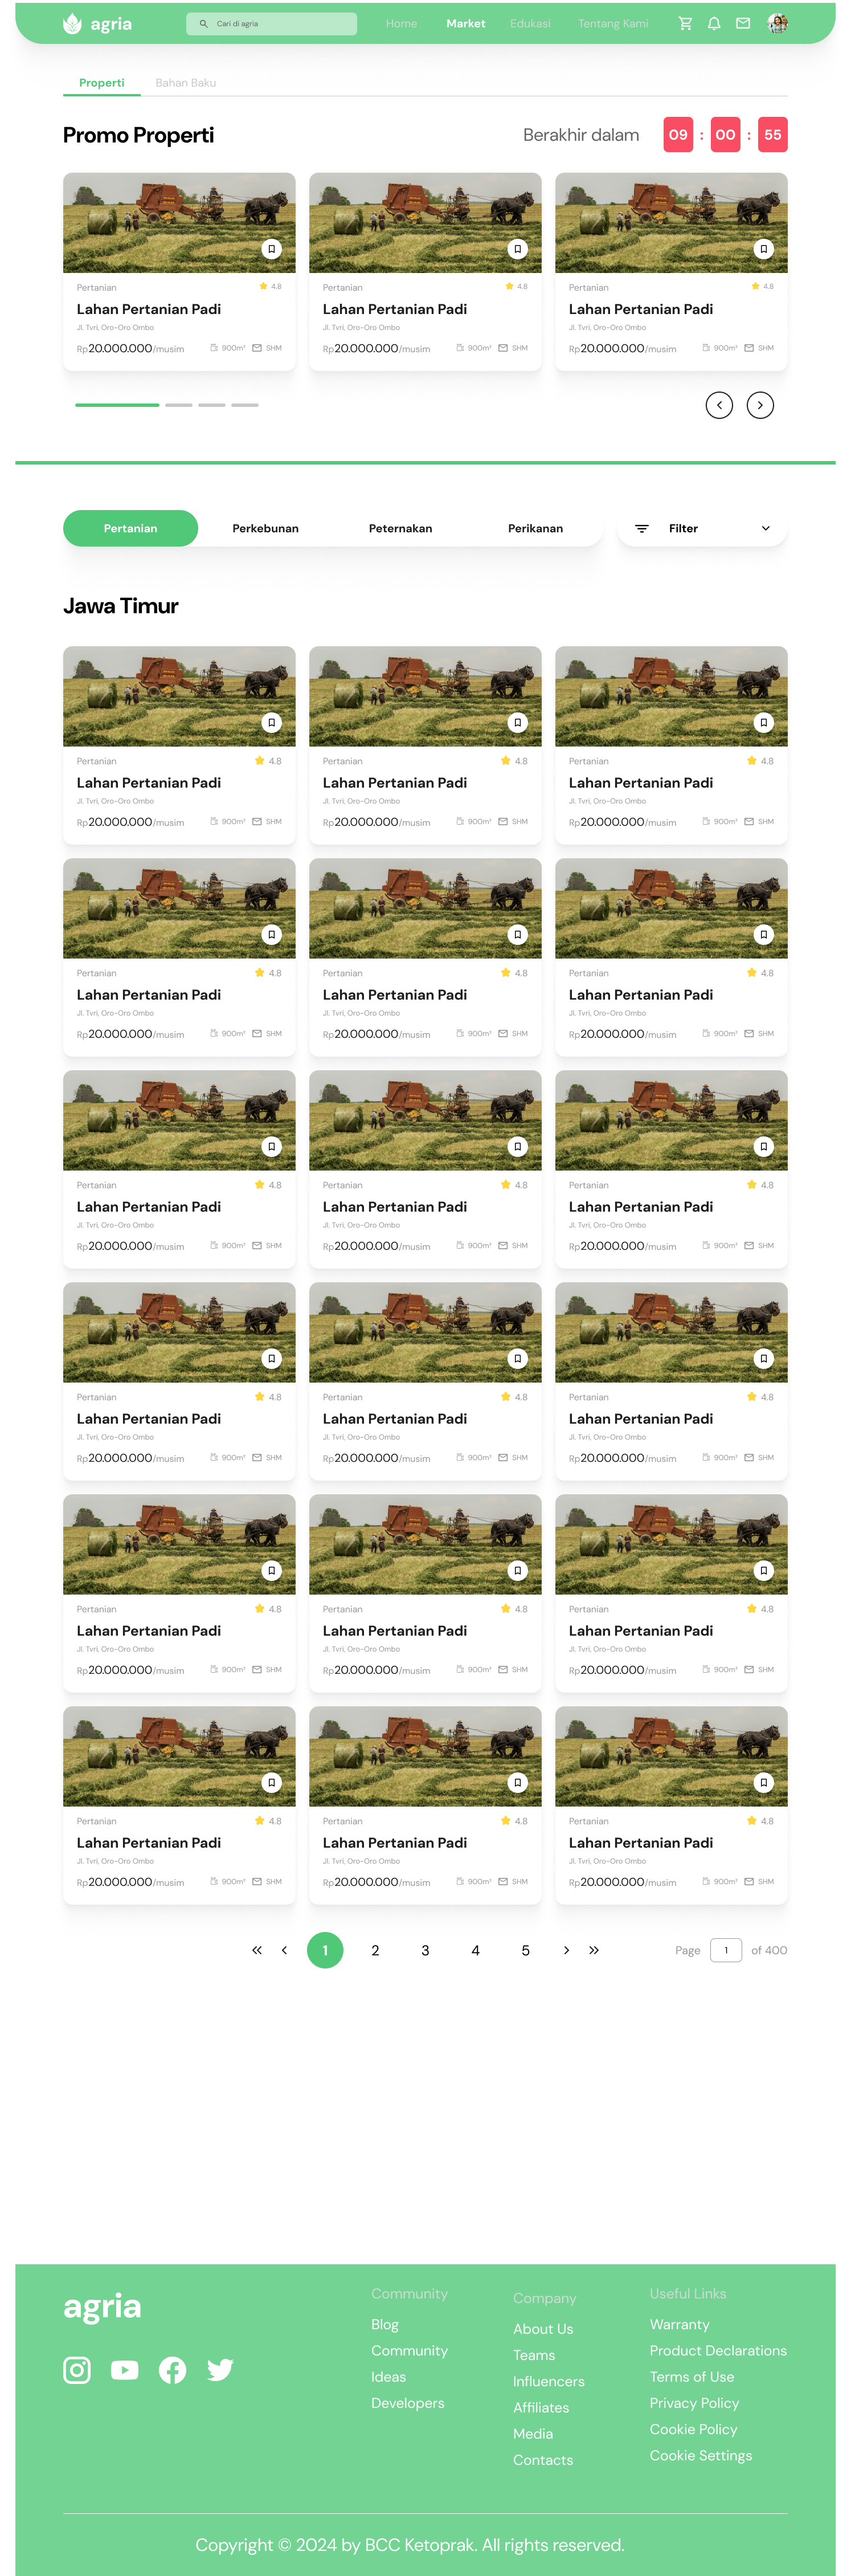 agria
Cari di agria
Home Market Edukasi Tentang Kami
Properti Bahan Baku
Promo Properti Berakhir dalam 09 : 00 : 55
Pertanian 4.8 Pertanian 4.8 Pertanian 4.8
Lahan Pertanian Padi Lahan Pertanian Padi Lahan Pertanian Padi
Jl. Tvri, Oro-Oro Ombo Jl. Tvri, Oro-Oro Ombo Jl. Tvri, Oro-Oro Ombo
Rp20.000.000/musim 900m² SHM Rp20.000.000/musim 900m² SHM Rp20.000.000/musim 900m² SHM
Pertanian Perkebunan Peternakan Perikanan Filter
Jawa Timur
Pertanian 4.8 Pertanian 4.8 Pertanian 4.8
Lahan Pertanian Padi Lahan Pertanian Padi Lahan Pertanian Padi
Jl. Tvri, Oro-Oro Ombo Jl. Tvri, Oro-Oro Ombo Jl. Tvri, Oro-Oro Ombo
Rp20.000.000/musim 900m² SHM Rp20.000.000/musim 900m² SHM Rp20.000.000/musim 900m² SHM
Pertanian 4.8 Pertanian 4.8 Pertanian 4.8
Lahan Pertanian Padi Lahan Pertanian Padi Lahan Pertanian Padi
Jl. Tvri, Oro-Oro Ombo Jl. Tvri, Oro-Oro Ombo Jl. Tvri, Oro-Oro Ombo
Rp20.000.000/musim 900m² SHM Rp20.000.000/musim 900m² SHM Rp20.000.000/musim 900m² SHM
Pertanian 4.8 Pertanian 4.8 Pertanian 4.8
Lahan Pertanian Padi Lahan Pertanian Padi Lahan Pertanian Padi
Jl. Tvri, Oro-Oro Ombo Jl. Tvri, Oro-Oro Ombo Jl. Tvri, Oro-Oro Ombo
Rp20.000.000/musim 900m² SHM Rp20.000.000/musim 900m² SHM Rp20.000.000/musim 900m² SHM
Pertanian 4.8 Pertanian 4.8 Pertanian 4.8
Lahan Pertanian Padi Lahan Pertanian Padi Lahan Pertanian Padi
Jl. Tvri, Oro-Oro Ombo Jl. Tvri, Oro-Oro Ombo Jl. Tvri, Oro-Oro Ombo
Rp20.000.000/musim 900m² SHM Rp20.000.000/musim 900m² SHM Rp20.000.000/musim 900m² SHM
Pertanian 4.8 Pertanian 4.8 Pertanian 4.8
Lahan Pertanian Padi Lahan Pertanian Padi Lahan Pertanian Padi
Jl. Tvri, Oro-Oro Ombo Jl. Tvri, Oro-Oro Ombo Jl. Tvri, Oro-Oro Ombo
Rp20.000.000/musim 900m² SHM Rp20.000.000/musim 900m² SHM Rp20.000.000/musim 900m² SHM
Pertanian 4.8 Pertanian 4.8 Pertanian 4.8
Lahan Pertanian Padi Lahan Pertanian Padi Lahan Pertanian Padi
Jl. Tvri, Oro-Oro Ombo Jl. Tvri, Oro-Oro Ombo Jl. Tvri, Oro-Oro Ombo
Rp20.000.000/musim 900m² SHM Rp20.000.000/musim 900m² SHM Rp20.000.000/musim 900m² SHM
1 2 3 4 5 Page 1 of 400
agria
Community
Blog
Community
Ideas
Developers
Company
About Us
Teams
Influencers
Affiliates
Media
Contacts
Useful Links
Warranty
Product Declarations
Terms of Use
Privacy Policy
Cookie Policy
Cookie Settings
Copyright © 2024 by BCC Ketoprak. All rights reserved.